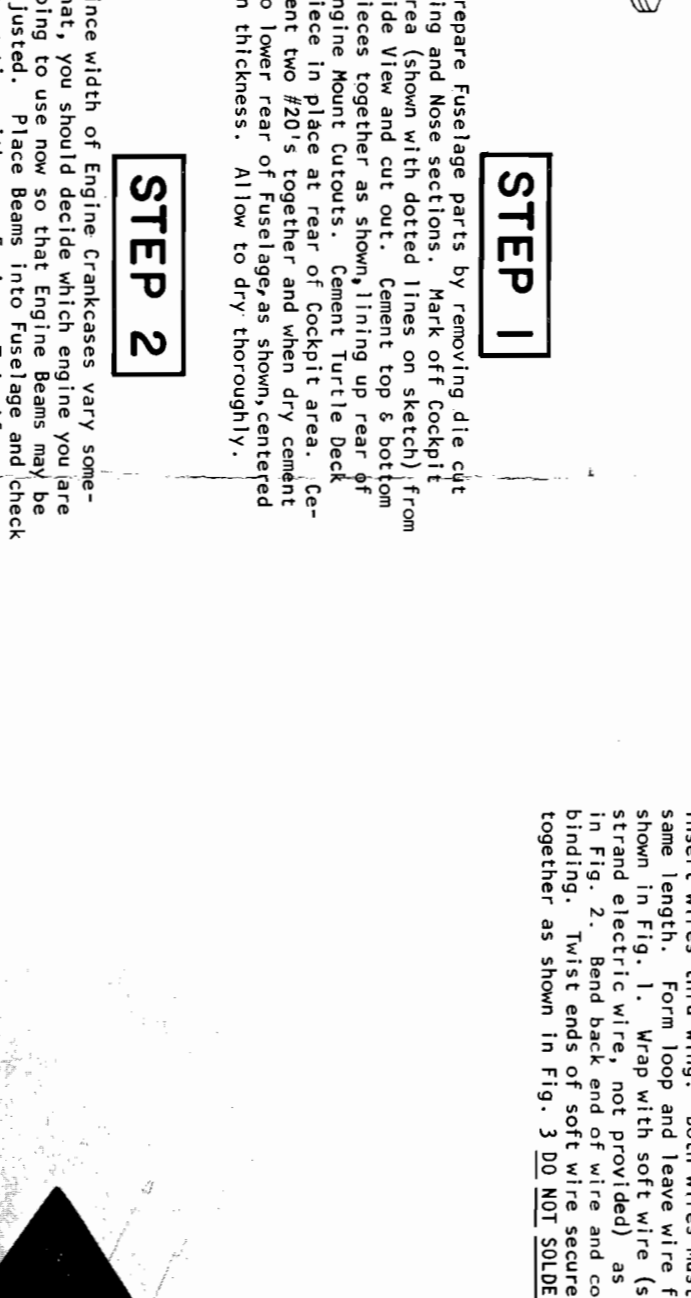 STEP 1
repare Fuselage parts by removing die cut
ing and Nose sections. Mark off Cockpit
rea (shown with dotted lines on sketch) from
ide View and cut out. Cement top & bottom
ieces together as shown, lining up rear of
ngine Mount Cutouts. Cement Turtle Deck
iece in place at rear of Cockpit area. Ce-
ent two #20's together and when dry cement
o lower rear of Fuselage, as shown, centered
n thickness. Allow to dry thoroughly.
STEP 2
ince width of Engine Crankcases vary some-
hat, you should decide which engine you are
oing to use now so that Engine Beams may be
justed. Place Beams into Fuselage and check
same length. Form loop and leave wire f
shown in Fig. 1. Wrap with soft wire (s
strand electric wire, not provided) as
in Fig. 2. Bend back end of wire and co
binding. Twist ends of soft wire secure
together as shown in Fig. 3 DO NOT SOLDE